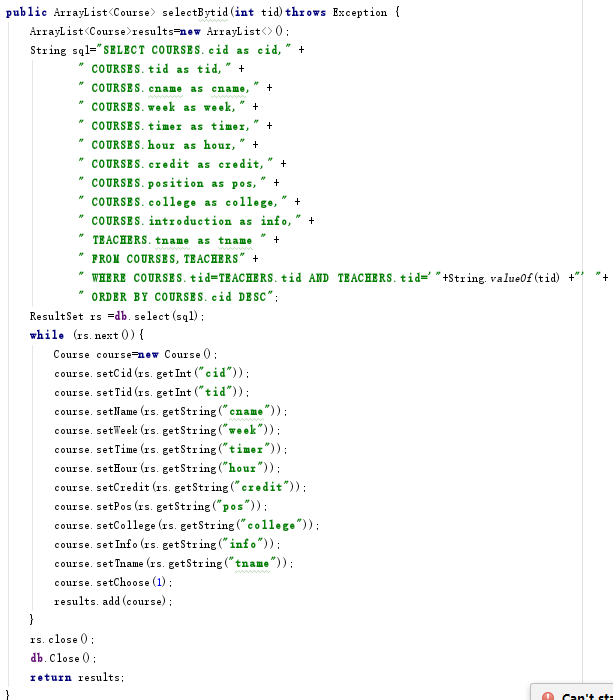 public ArrayList<Course> selectBytid(int tid)throws Exception {
ArrayList<Course>results=new ArrayList<>();
String sql="SELECT COURSES.cid as cid," +
" COURSES.tid as tid," +
" COURSES.cname as cname," +
" COURSES.week as week," +
" COURSES.timer as timer," +
" COURSES.hour as hour," +
" COURSES.credit as credit," +
" COURSES.position as pos," +
" COURSES.college as college," +
" COURSES.introduction as info," +
" TEACHERS.tname as tname " +
" FROM COURSES,TEACHERS" +
" WHERE COURSES.tid=TEACHERS.tid AND TEACHERS.tid='"+String.valueOf(tid) +"' "+
" ORDER BY COURSES.cid DESC";
ResultSet rs =db.select(sql);
while (rs.next()){
Course course=new Course();
course.setCid(rs.getInt("cid"));
course.setTid(rs.getInt("tid"));
course.setName(rs.getString("cname"));
course.setWeek(rs.getString("week"));
course.setTime(rs.getString("timer"));
course.setHour(rs.getString("hour"));
course.setCredit(rs.getString("credit"));
course.setPos(rs.getString("pos"));
course.setCollege(rs.getString("college"));
course.setInfo(rs.getString("info"));
course.setTname(rs.getString("tname"));
course.setChoose(1);
results.add(course);
}
rs.close();
db.Close();
return results;
}
Can't sta